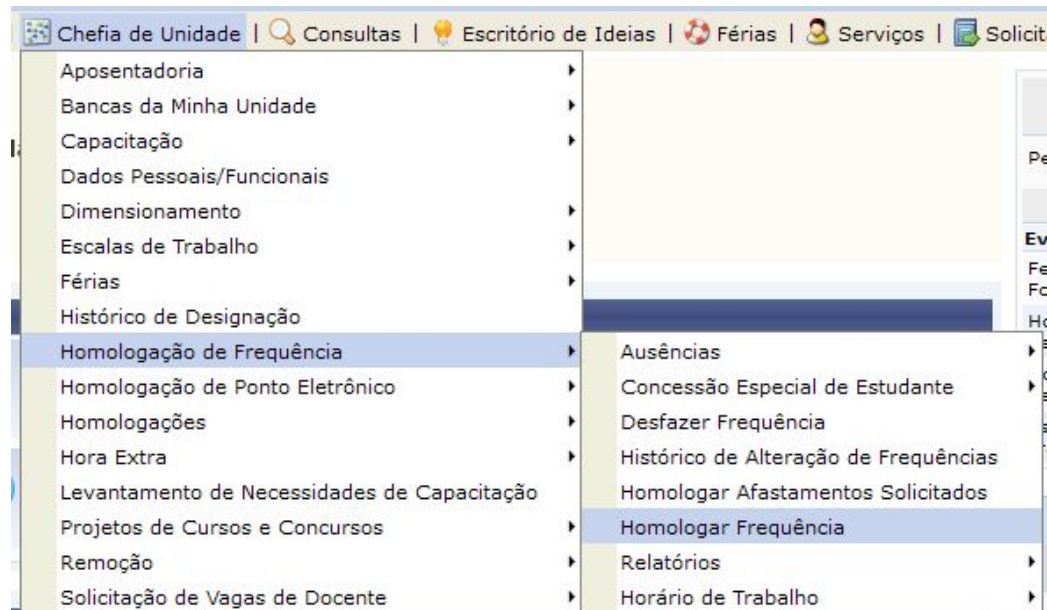 Chefia de Unidade | Consultas | Escritório de Ideias | Férias | Serviços |
Aposentadoria
Bancas da Minha Unidade
Capacitação
Dados Pessoais/Funcionais
Dimensionamento
Escalas de Trabalho
Férias
Histórico de Designação
Homologação de Frequência
Homologação de Ponto Eletrônico
Homologações
Hora Extra
Levantamento de Necessidades de Capacitação
Projetos de Cursos e Concursos
Remoção
Solicitação de Vagas de Docente
Ausências
Concessão Especial de Estudante
Desfazer Frequência
Histórico de Alteração de Frequências
Homologar Afastamentos Solicitados
Homologar Frequência
Relatórios
Horário de Trabalho